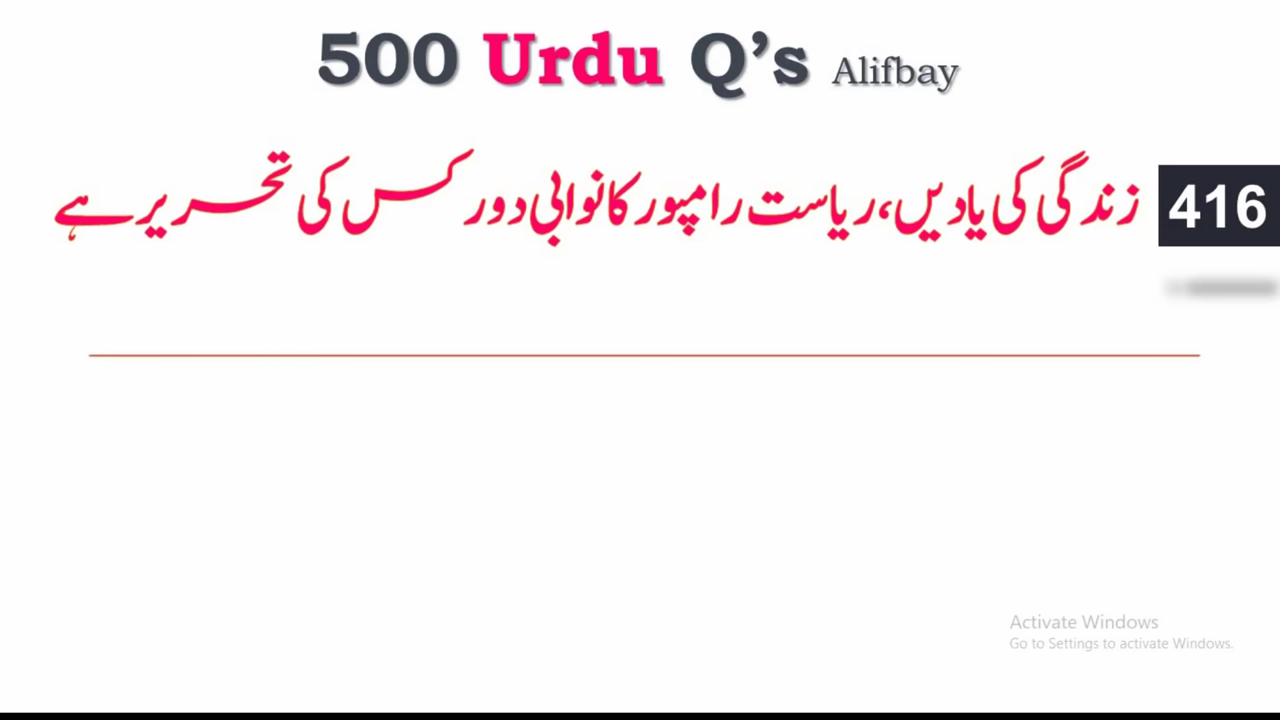 500 Urdu Q’s Alifbay
416 زندگی کی یادیں، ریاست رامپور کا نوابی دور کس کی تحریر ہے
Activate Windows
Go to Settings to activate Windows.